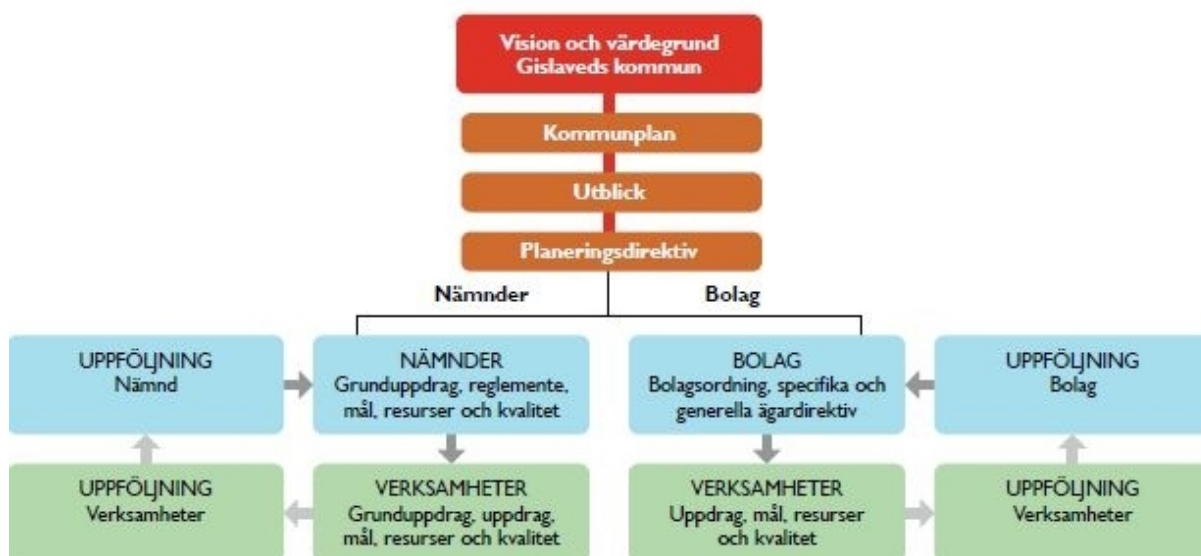 Vision och värdegrund
Gislaveds kommun
Kommunplan
Utblick
Planeringsdirektiv
Nämnder
Bolag
UPPFÖLJNING
Nämnd
NÄMNDER
Grunduppdrag, reglemente,
mål, resurser och kvalitet
BOLAG
Bolagsordning, specifika och
generella ägardirektiv
UPPFÖLJNING
Bolag
UPPFÖLJNING
Verksamheter
VERKSAMHETER
Grunduppdrag, uppdrag,
mål, resurser och kvalitet
VERKSAMHETER
Uppdrag, mål, resurser
och kvalitet
UPPFÖLJNING
Verksamheter